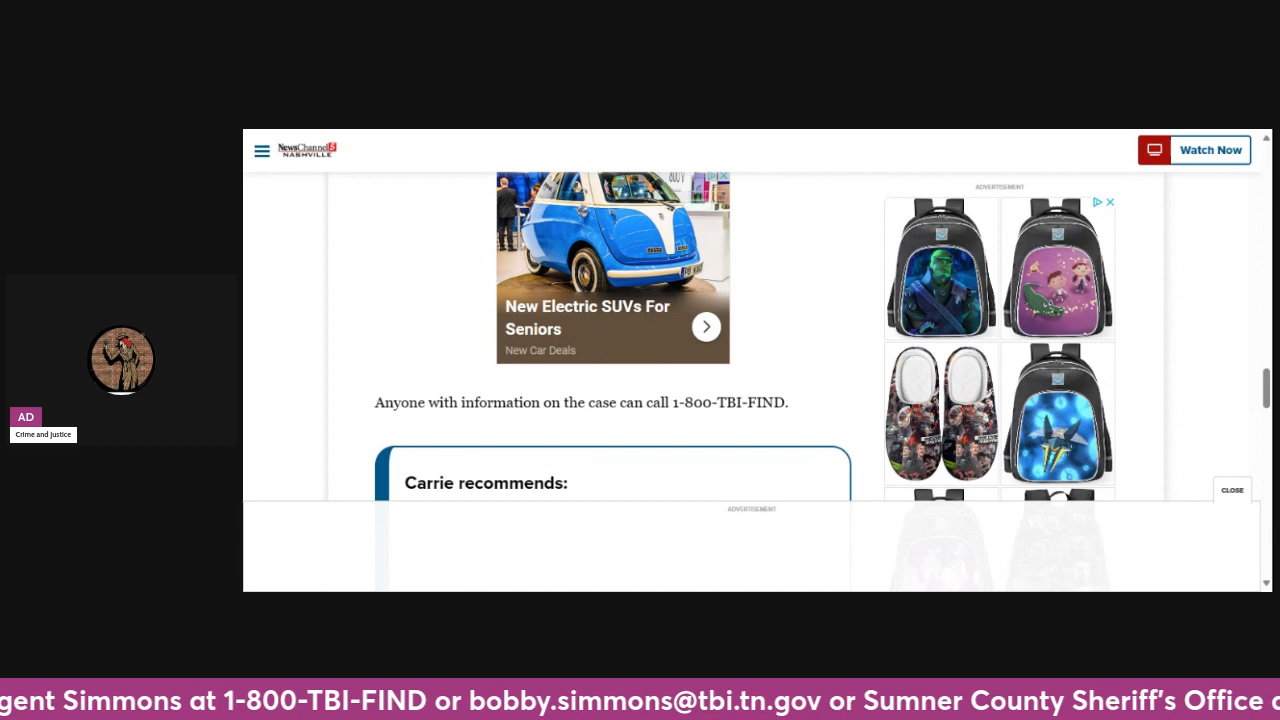 NewsChannel 5
NASHVILLE
Watch Now
New Electric SUVs For
Seniors
New Car Deals
ADVERTISEMENT
Anyone with information on the case can call 1-800-TBI-FIND.
Carrie recommends:
CLOSE
ADVERTISEMENT
AD
Crime and Justice
gent Simmons at 1-800-TBI-FIND or bobby.simmons@tbi.tn.gov or Sumner County Sheriff's Office